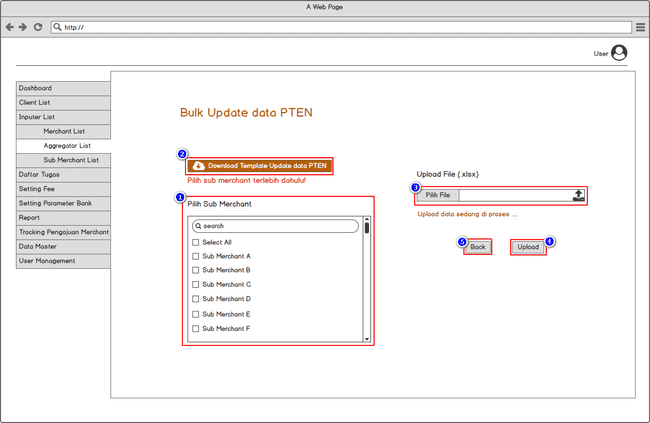 A Web Page
http://
User
Dashboard
Client List
Inputer List
Merchant List
Aggregator List
Sub Merchant List
Daftar Tugas
Setting Fee
Setting Parameter Bank
Report
Tracking Pengajuan Merchant
Data Master
User Management
Bulk Update data PTEN
2
Download Template Update data PTEN
Pilih sub merchant terlebih dahulu!
1
Pilih Sub Merchant
search
Select All
Sub Merchant A
Sub Merchant B
Sub Merchant C
Sub Merchant D
Sub Merchant E
Sub Merchant F
Upload File (.xlsx)
3
Pilih File
Upload data sedang di proses ...
5
Back
4
Upload